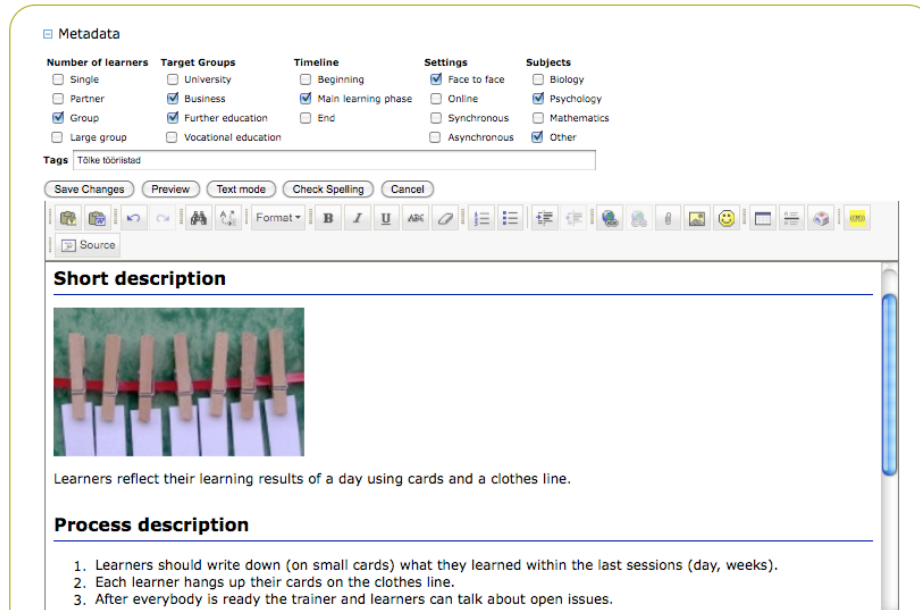 Metadata
Number of learners Target Groups Timeline Settings Subjects
Single University Beginning Face to face Biology
Partner Business Main learning phase Online Psychology
Group Further education End Synchronous Mathematics
Large group Vocational education Asynchronous Other
Tags Tõlke tööriistad
Save Changes Preview Text mode Check Spelling Cancel
Format B I U ABC
Source
Short description
Learners reflect their learning results of a day using cards and a clothes line.
Process description
1. Learners should write down (on small cards) what they learned within the last sessions (day, weeks).
2. Each learner hangs up their cards on the clothes line.
3. After everybody is ready the trainer and learners can talk about open issues.